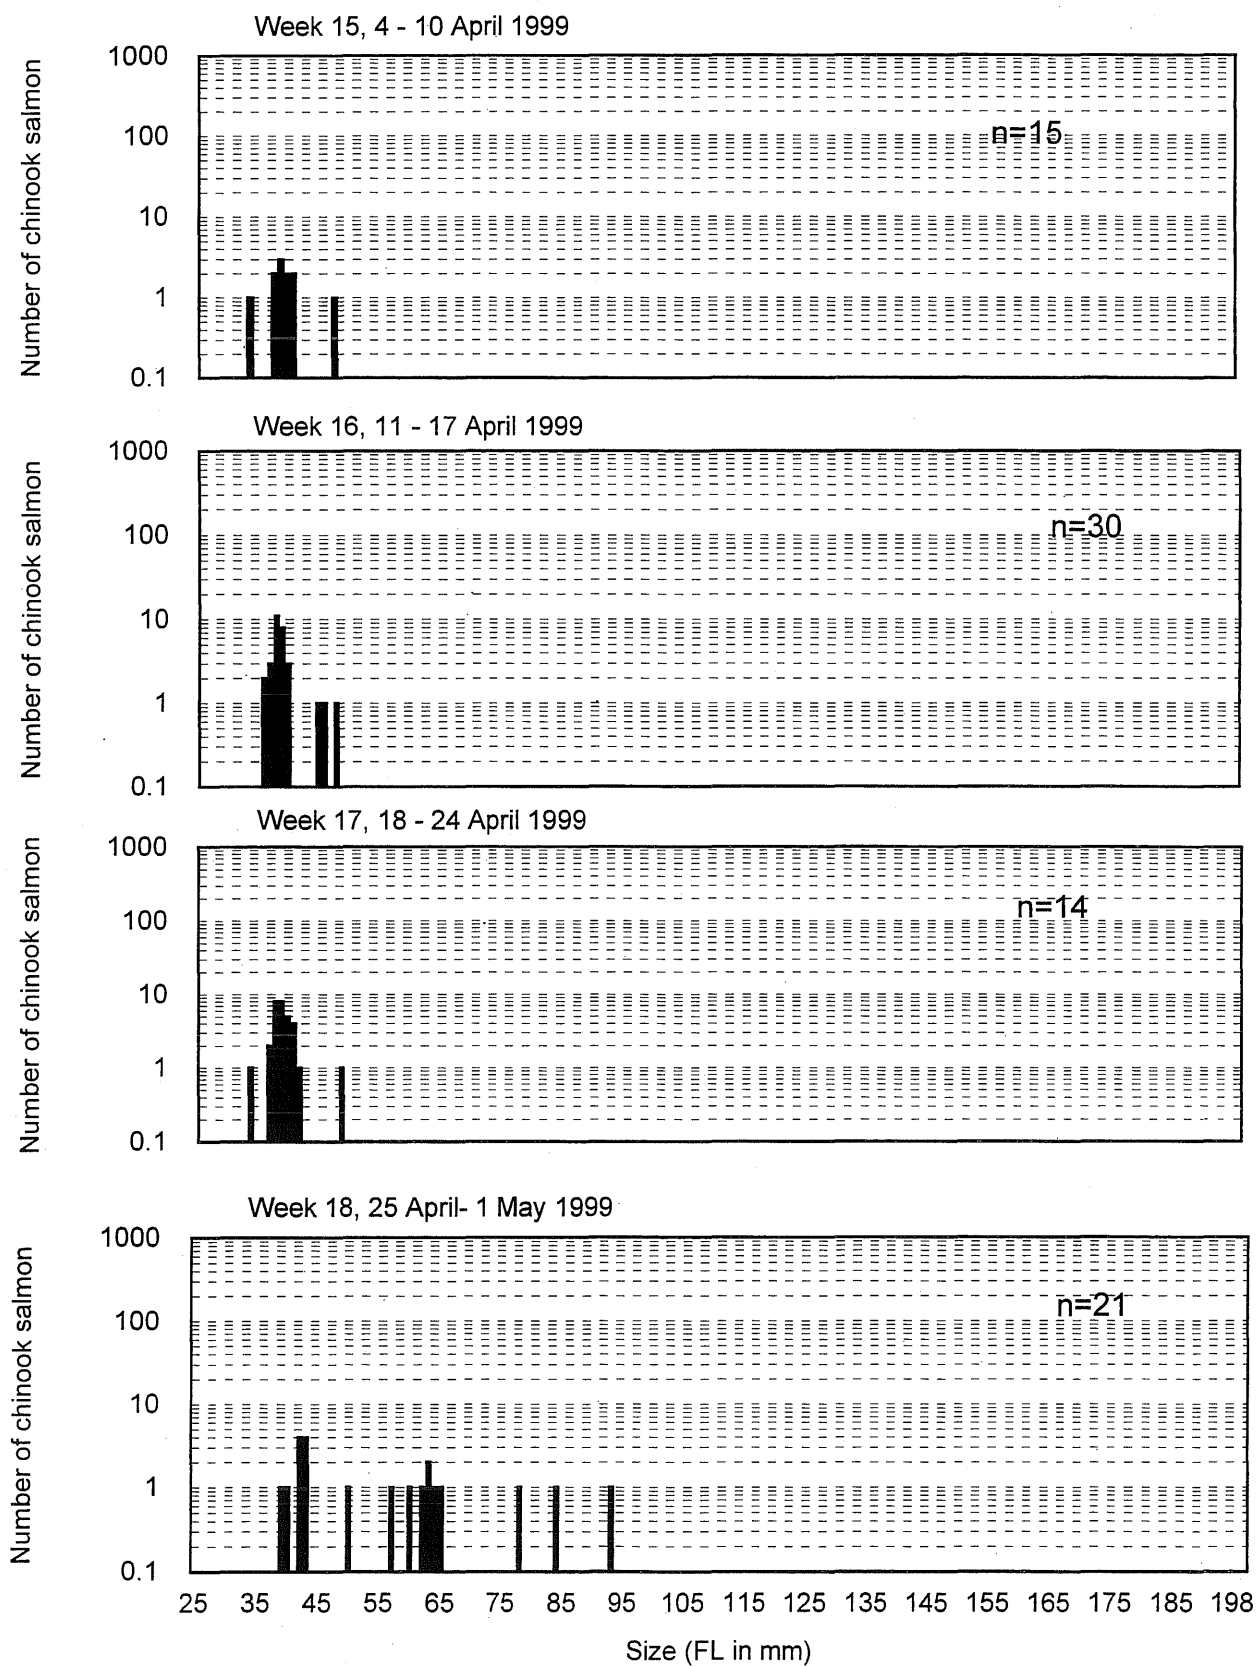 Week 15, 4 - 10 April 1999
Number of chinook salmon
1000
100
10
1
0.1
n=15
Week 16, 11 - 17 April 1999
Number of chinook salmon
1000
100
10
1
0.1
n=30
Week 17, 18 - 24 April 1999
Number of chinook salmon
1000
100
10
1
0.1
n=14
Week 18, 25 April- 1 May 1999
Number of chinook salmon
1000
100
10
1
0.1
n=21
25 35 45 55 65 75 85 95 105 115 125 135 145 155 165 175 185 198
Size (FL in mm)